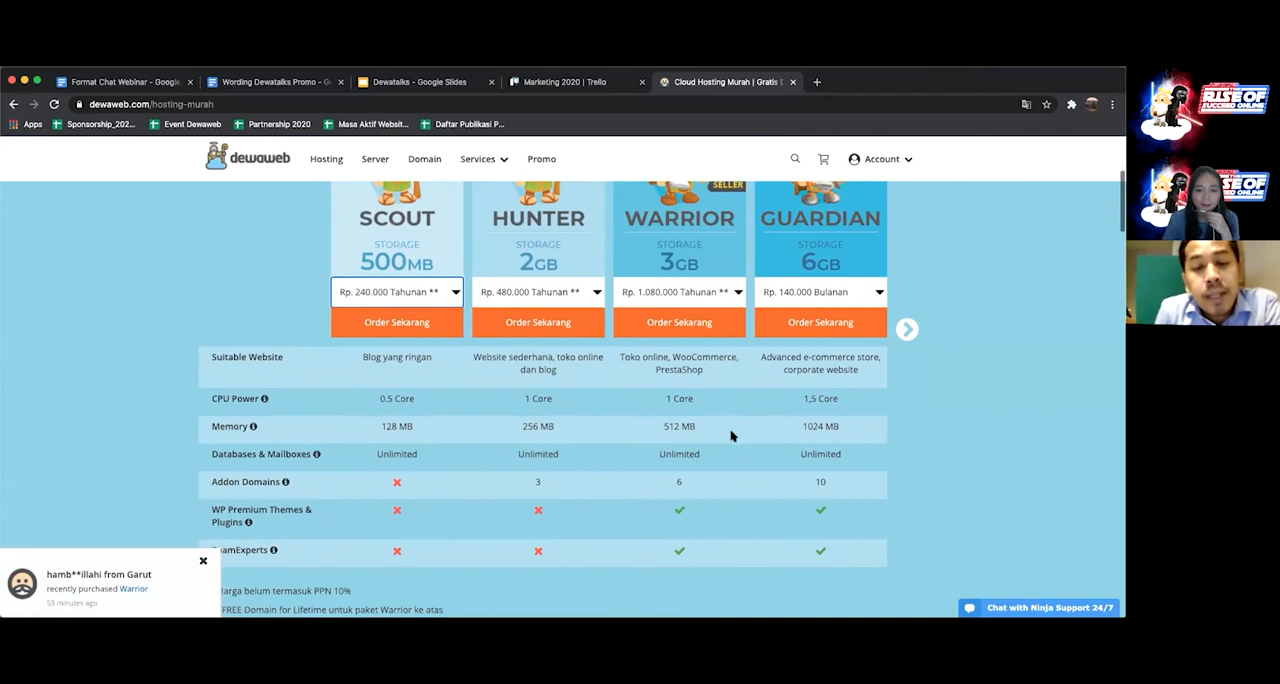 Format Chat Webinar - Google
Wording Dewatalks Promo - G
Dewatalks - Google Slides
Marketing 2020 | Trello
Cloud Hosting Murah | Gratis D
dewaweb.com/hosting-murah
Apps
Sponsorship_202...
Event Dewaweb
Partnership 2020
Masa Aktif Websit...
Daftar Publikasi P...
dewaweb
Hosting
Server
Domain
Services
Promo
Account
RISE OF
SUCCEED ONLINE
SELLER
SCOUT
HUNTER
WARRIOR
GUARDIAN
STORAGE
STORAGE
STORAGE
STORAGE
500MB
2GB
3GB
6GB
Rp. 240.000 Tahunan **
Rp. 480.000 Tahunan **
Rp. 1.080.000 Tahunan **
Rp. 140.000 Bulanan
Order Sekarang
Order Sekarang
Order Sekarang
Order Sekarang
Suitable Website
Blog yang ringan
Website sederhana, toko online
dan blog
Toko online, WooCommerce,
PrestaShop
Advanced e-commerce store,
corporate website
CPU Power
0.5 Core
1 Core
1 Core
1,5 Core
Memory
128 MB
256 MB
512 MB
1024 MB
Databases & Mailboxes
Unlimited
Unlimited
Unlimited
Unlimited
Addon Domains
3
6
10
WP Premium Themes &
Plugins
amExperts
hamb**illahi from Garut
recently purchased Warrior
53 minutes ago
arga belum termasuk PPN 10%
FREE Domain for Lifetime untuk paket Warrior ke atas
Chat with Ninja Support 24/7